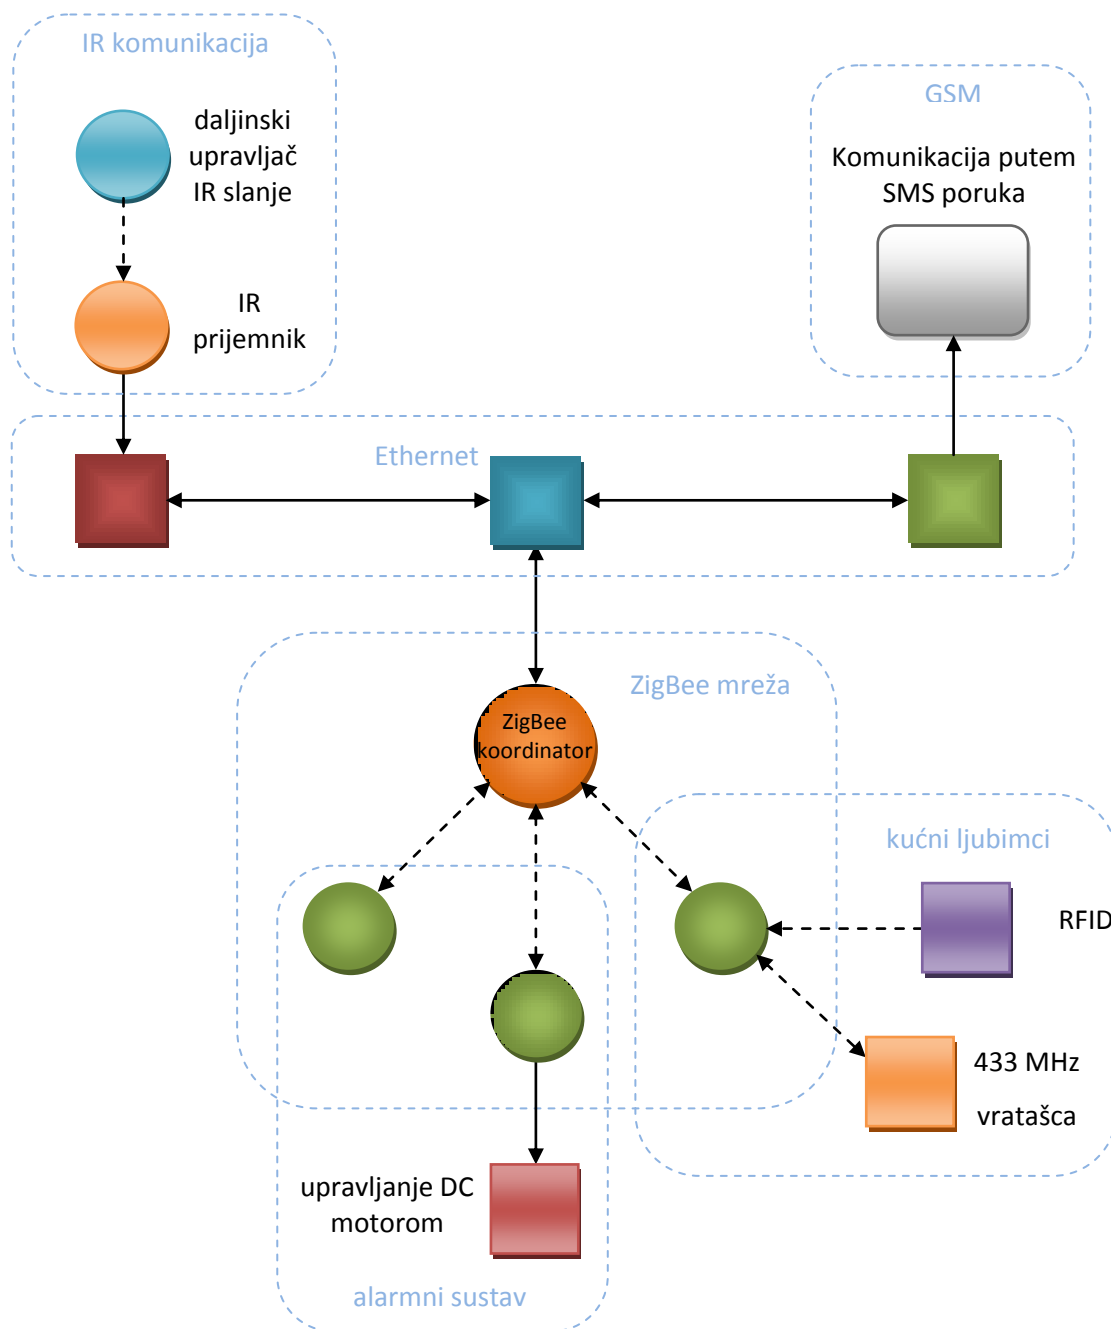 IR komunikacija
daljinski
upravljač
IR slanje
IR
prijemnik
GSM
Komunikacija putem
SMS poruka
Ethernet
ZigBee mreža
ZigBee
koordinator
kućni ljubimci
RFID
433 MHz
vratašca
upravljanje DC
motorom
alarmni sustav